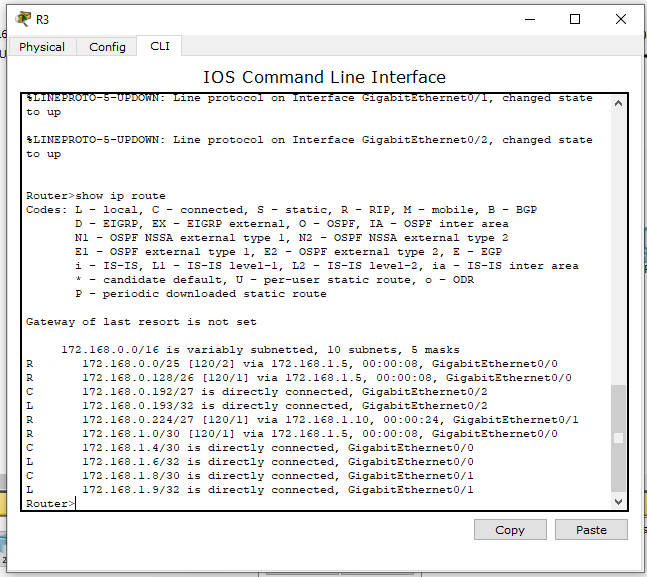 R3
Physical Config CLI
IOS Command Line Interface
%LINEPROTO-5-UPDOWN: Line protocol on Interface GigabitEthernet0/1, changed state
to up
%LINEPROTO-5-UPDOWN: Line protocol on Interface GigabitEthernet0/2, changed state
to up
Router>show ip route
Codes: L - local, C - connected, S - static, R - RIP, M - mobile, B - BGP
D - EIGRP, EX - EIGRP external, O - OSPF, IA - OSPF inter area
N1 - OSPF NSSA external type 1, N2 - OSPF NSSA external type 2
E1 - OSPF external type 1, E2 - OSPF external type 2, E - EGP
i - IS-IS, L1 - IS-IS level-1, L2 - IS-IS level-2, ia - IS-IS inter area
* - candidate default, U - per-user static route, o - ODR
P - periodic downloaded static route
Gateway of last resort is not set
172.168.0.0/16 is variably subnetted, 10 subnets, 5 masks
R 172.168.0.0/25 [120/2] via 172.168.1.5, 00:00:08, GigabitEthernet0/0
R 172.168.0.128/26 [120/1] via 172.168.1.5, 00:00:08, GigabitEthernet0/0
C 172.168.0.192/27 is directly connected, GigabitEthernet0/2
L 172.168.0.193/32 is directly connected, GigabitEthernet0/2
R 172.168.0.224/27 [120/1] via 172.168.1.10, 00:00:24, GigabitEthernet0/1
R 172.168.1.0/30 [120/1] via 172.168.1.5, 00:00:08, GigabitEthernet0/0
C 172.168.1.4/30 is directly connected, GigabitEthernet0/0
L 172.168.1.6/32 is directly connected, GigabitEthernet0/0
C 172.168.1.8/30 is directly connected, GigabitEthernet0/1
L 172.168.1.9/32 is directly connected, GigabitEthernet0/1
Router>
Copy Paste